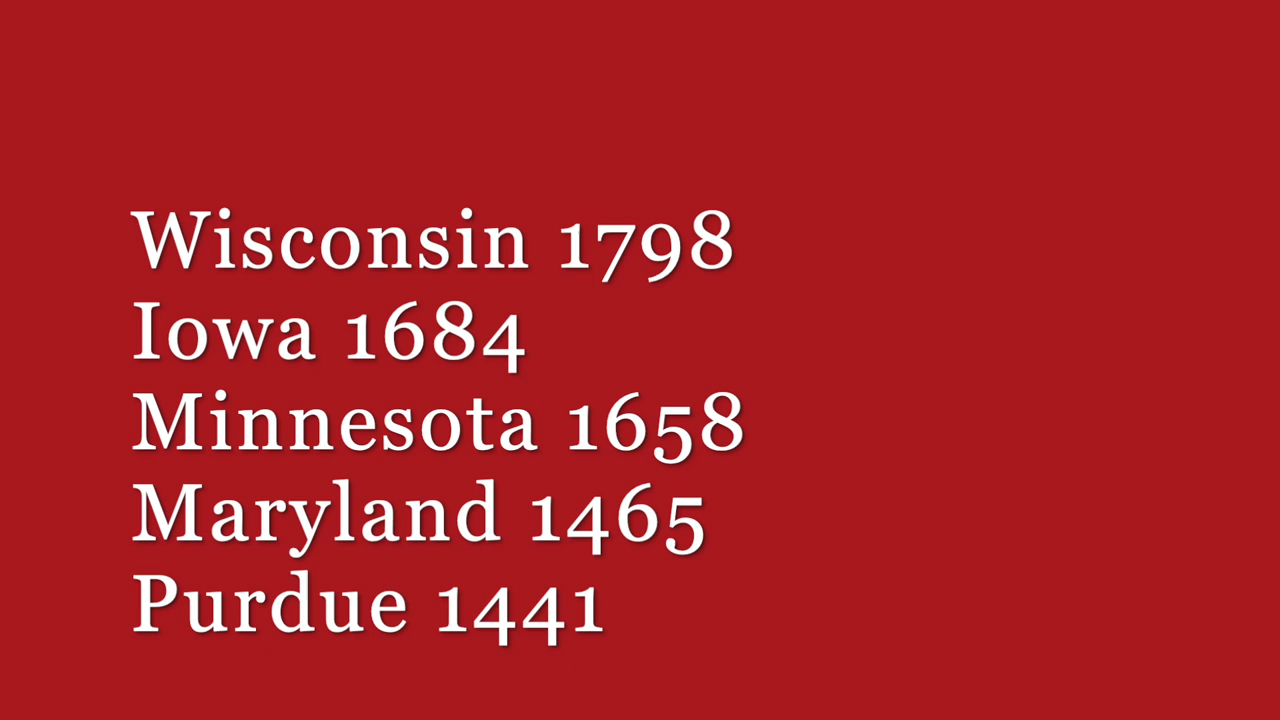 Wisconsin 1798
Iowa 1684
Minnesota 1658
Maryland 1465
Purdue 1441